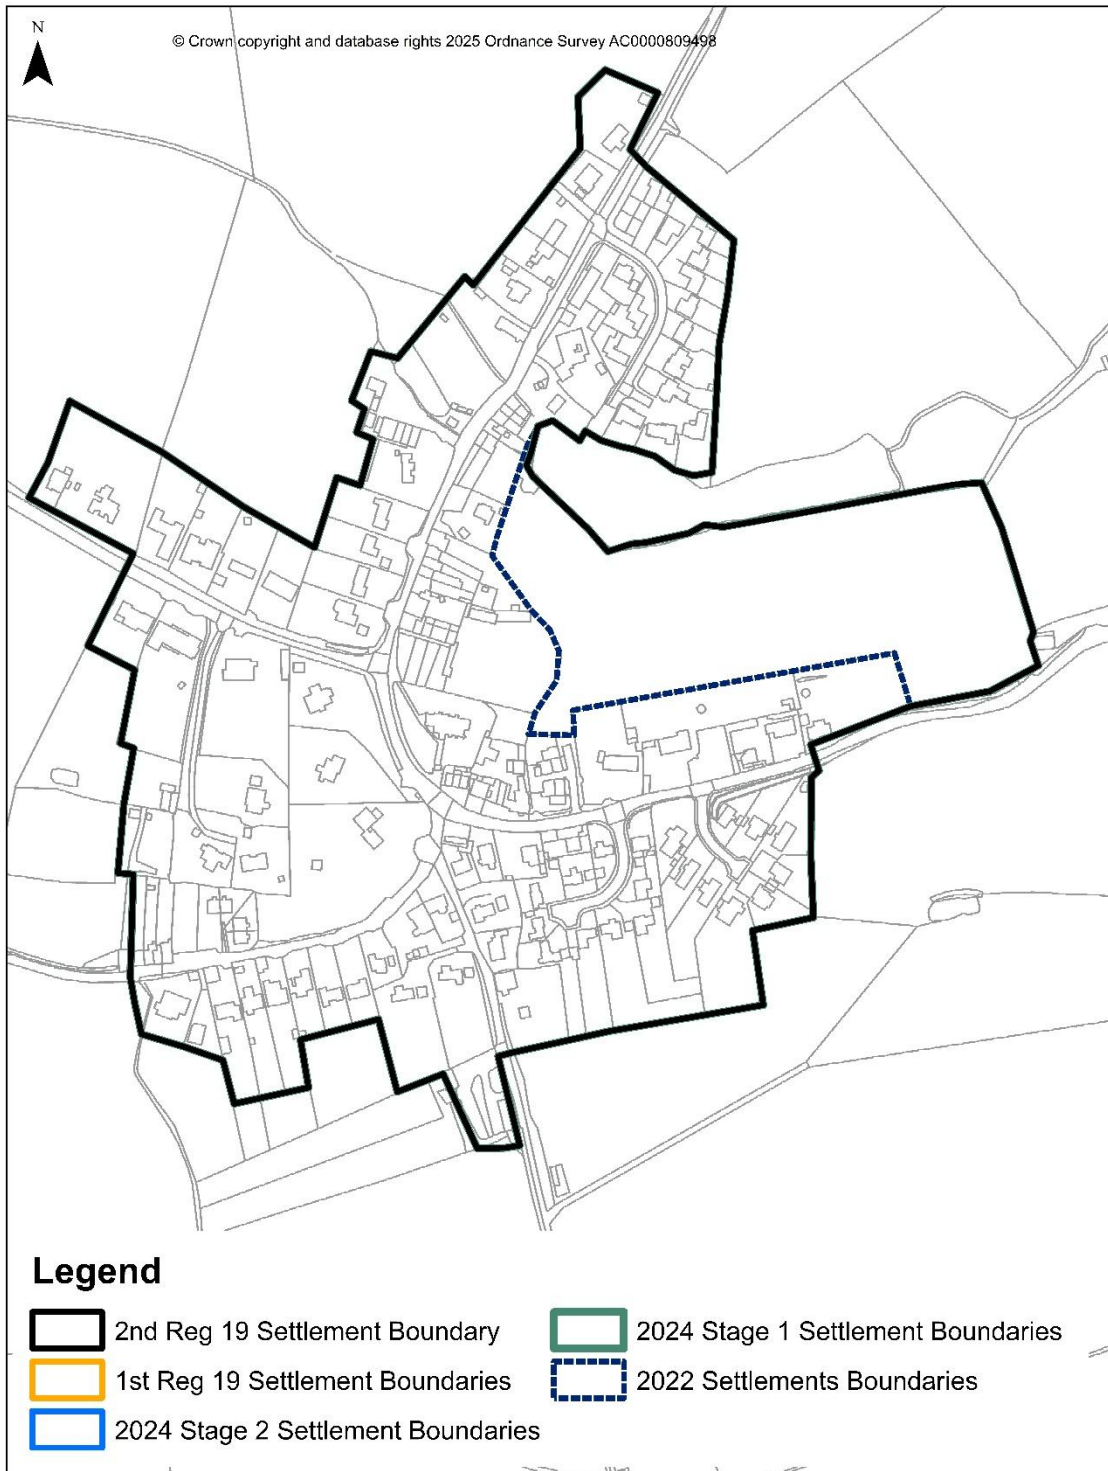 N
© Crown copyright and database rights 2025 Ordnance Survey AC0000809498
Legend
2nd Reg 19 Settlement Boundary
1st Reg 19 Settlement Boundaries
2024 Stage 2 Settlement Boundaries
2024 Stage 1 Settlement Boundaries
2022 Settlements Boundaries